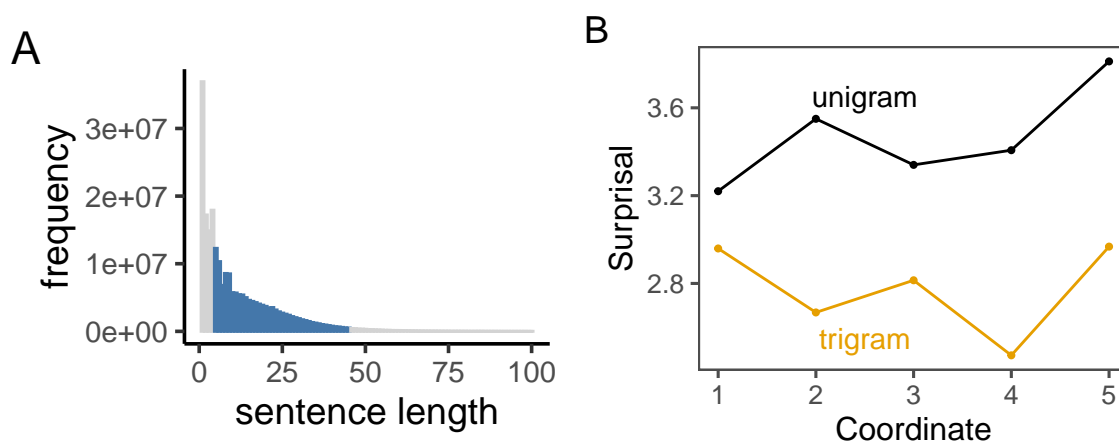 A
frequency
3e+07
2e+07
1e+07
0e+00
0 25 50 75 100
sentence length
B
Surprisal
3.6
3.2
2.8
unigram
trigram
1 2 3 4 5
Coordinate